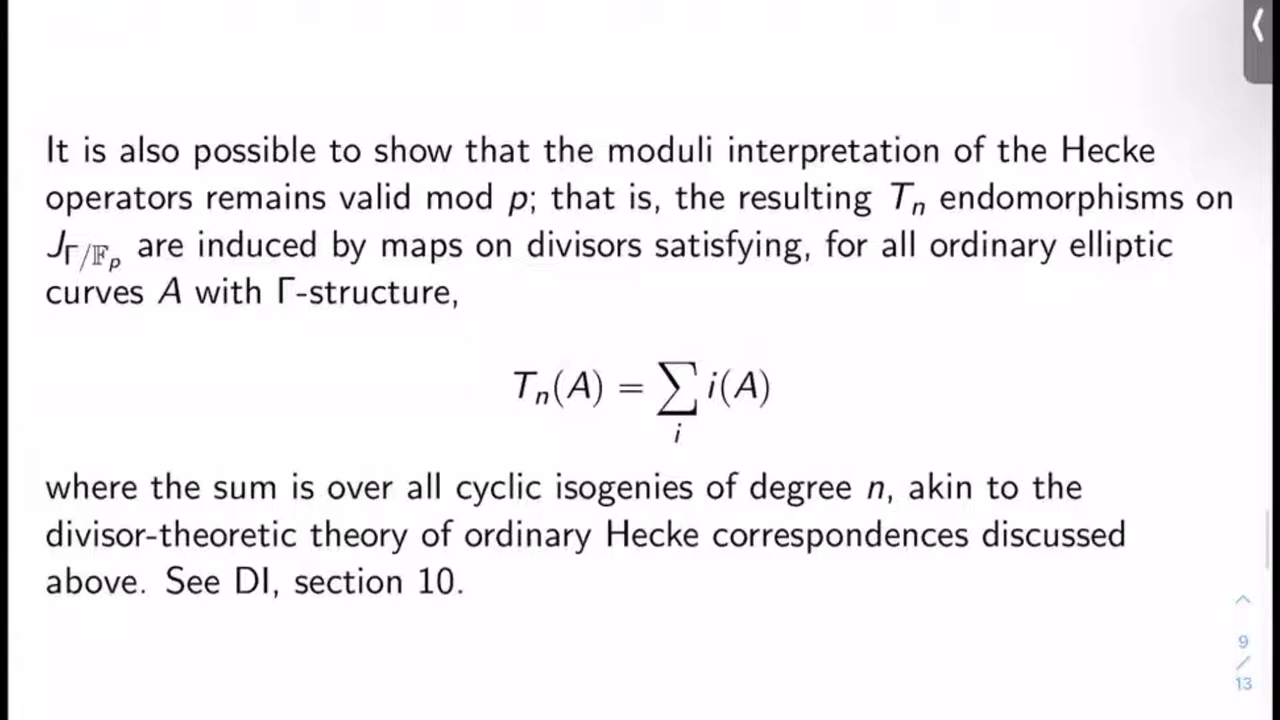 It is also possible to show that the moduli interpretation of the Hecke
operators remains valid mod p; that is, the resulting Tₙ endomorphisms on
J_{Γ/𝔽_p} are induced by maps on divisors satisfying, for all ordinary elliptic
curves A with Γ-structure,
Tₙ(A) = ∑_i i(A)
where the sum is over all cyclic isogenies of degree n, akin to the
divisor-theoretic theory of ordinary Hecke correspondences discussed
above. See DI, section 10.
9
/
13